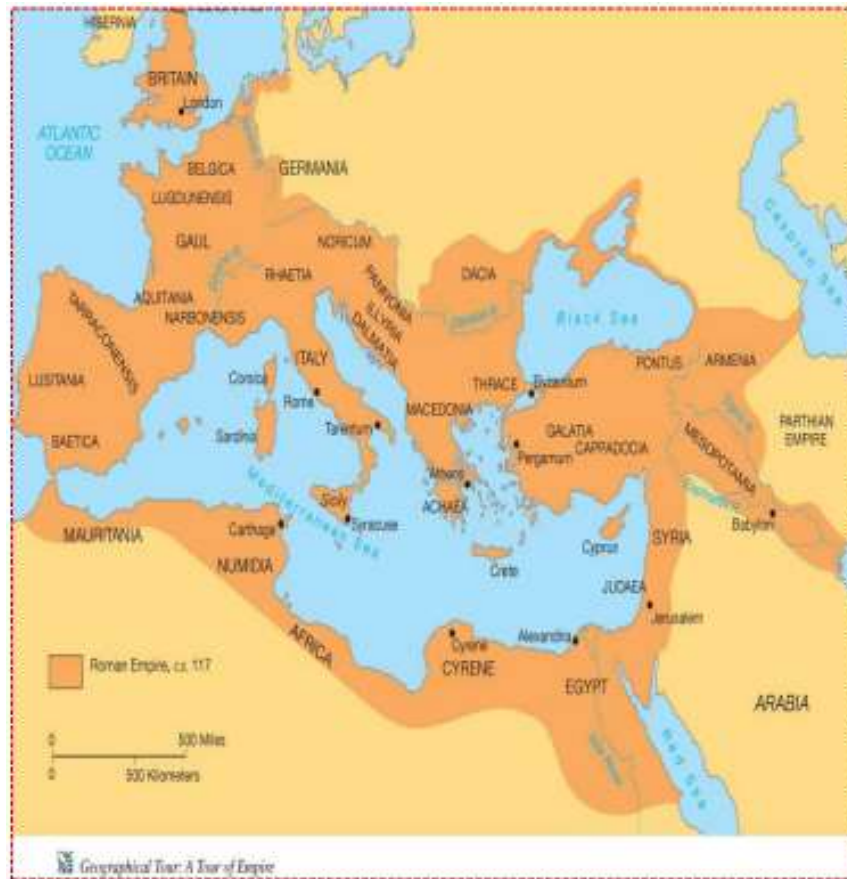 HIBERNIA
BRITAIN
London
ATLANTIC
OCEAN
BELGICA
GERMANIA
LUGDUNENSIS
GAUL
NORICUM
RHAETIA
DACIA
PANNONIA
ILLYRIA
DALMATIA
AQUITANIA
NARBONENSIS
TARRACONENSIS
LUSITANIA
BAETICA
Corsica
ITALY
Rome
Sardina
Tarentum
Caspian Sea
Black Sea
PONTUS
ARMENIA
THRACE
Byzantium
MACEDONIA
GALATIA
CAPPADOCIA
Pergamum
PARTHIAN
EMPIRE
MESOPOTAMIA
Athens
ACHAEA
Sicily
Syracuse
Mediterranean Sea
Carthage
MAURITANIA
NUMIDIA
Crete
Cyprus
SYRIA
Babylon
JUDAEA
Jerusalem
AFRICA
Cyrene
CYRENE
Alexandria
EGYPT
ARABIA
Red Sea
Roman Empire, ca. 117
0 500 Miles
0 500 Kilometers
Geographical Tour: A Tour of Empire